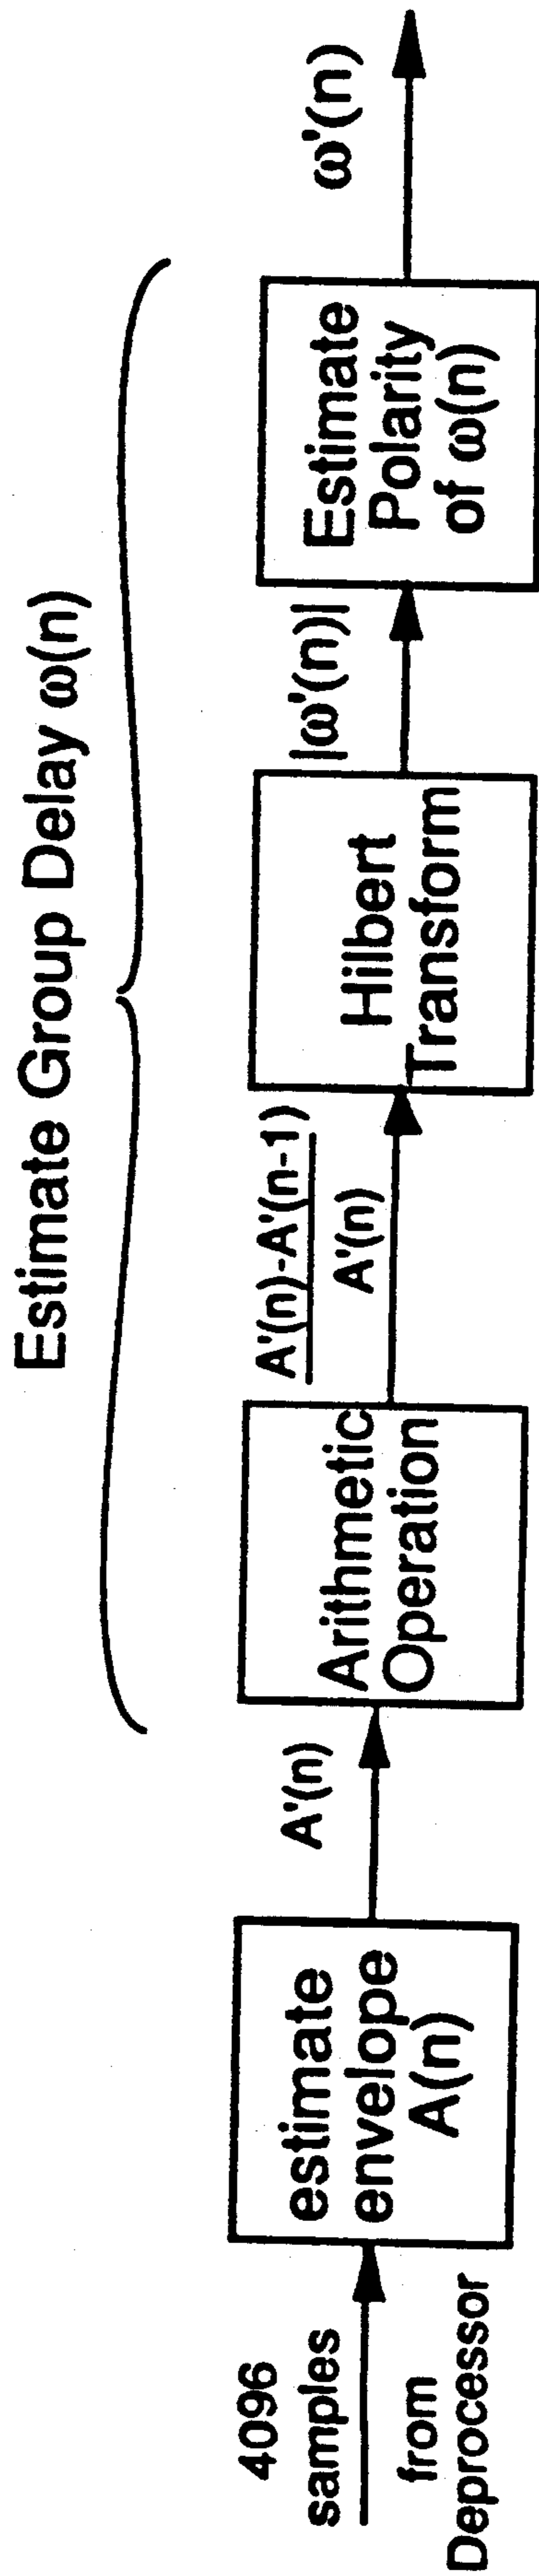 Estimate Group Delay ω(n)
4096
samples
from
Deprocessor
estimate
envelope
A(n)
A'(n)
Arithmetic
Operation
A'(n)-A'(n-1)
A'(n)
Hilbert
Transform
|ω'(n)|
Estimate
Polarity
of ω(n)
ω'(n)